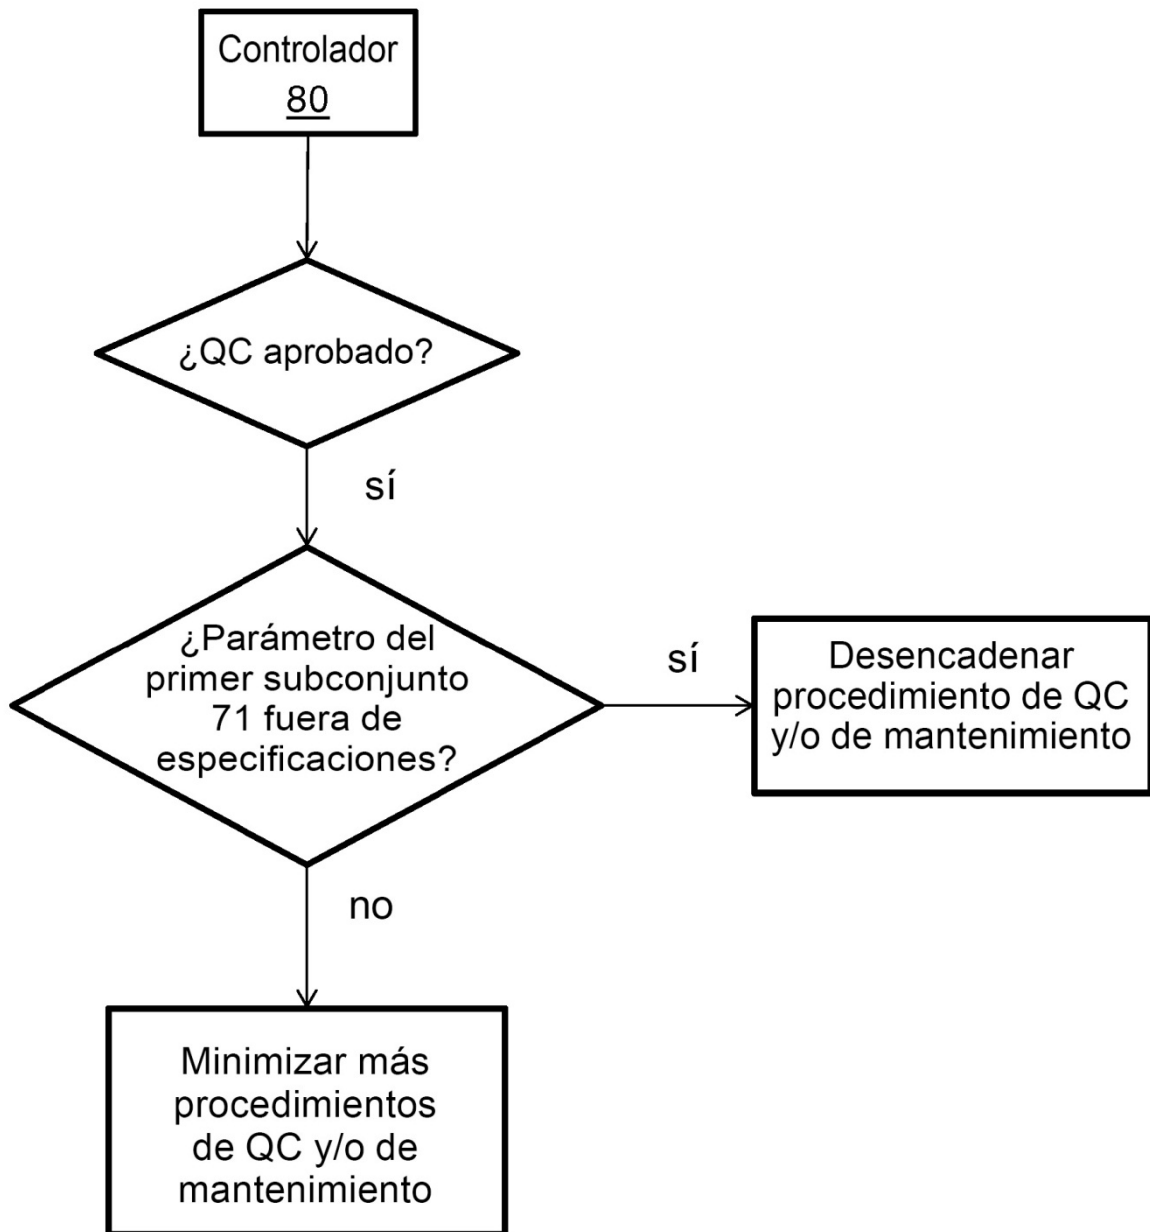 Controlador
80
¿QC aprobado?
sí
¿Parámetro del
primer subconjunto
71 fuera de
especificaciones?
sí
Desencadenar
procedimiento de QC
y/o de mantenimiento
no
Minimizar más
procedimientos
de QC y/o de
mantenimiento